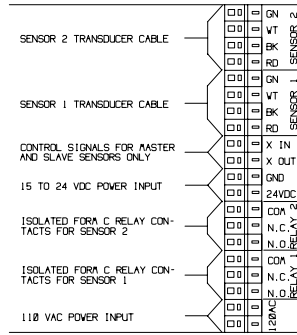 SENSOR 2 TRANSDUCER CABLE
GN
WT
BK
RD
SENSOR 2
SENSOR 1 TRANSDUCER CABLE
GN
WT
BK
RD
SENSOR 1
CONTROL SIGNALS FOR MASTER
AND SLAVE SENSORS ONLY
X IN
X OUT
15 TO 24 VDC POWER INPUT
GND
24VDC
ISOLATED FORM C RELAY CON-
TACTS FOR SENSOR 2
COM
N.C.
N.O.
RELAY 2
ISOLATED FORM C RELAY CON-
TACTS FOR SENSOR 1
COM
N.C.
N.O.
RELAY 1
110 VAC POWER INPUT
120AC